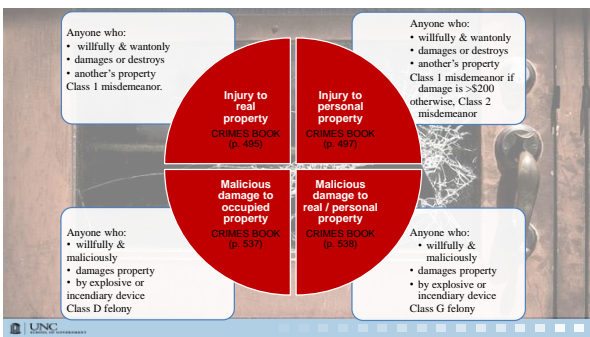 Anyone who:
• willfully & wantonly
• damages or destroys
• another's property
Class 1 misdemeanor.
Anyone who:
• willfully & wantonly
• damages or destroys
• another's property
Class 1 misdemeanor if
damage is >$200
otherwise, Class 2
misdemeanor
Injury to
real
property
CRIMES BOOK
(p. 495)
Injury to
personal
property
CRIMES BOOK
(p. 497)
Malicious
damage to
occupied
property
CRIMES BOOK
(p. 537)
Malicious
damage to
real / personal
property
CRIMES BOOK
(p. 538)
Anyone who:
• willfully &
maliciously
• damages property
• by explosive or
incendiary device
Class D felony
Anyone who:
• willfully &
maliciously
• damages property
• by explosive or
incendiary device
Class G felony
UNC
SCHOOL OF GOVERNMENT